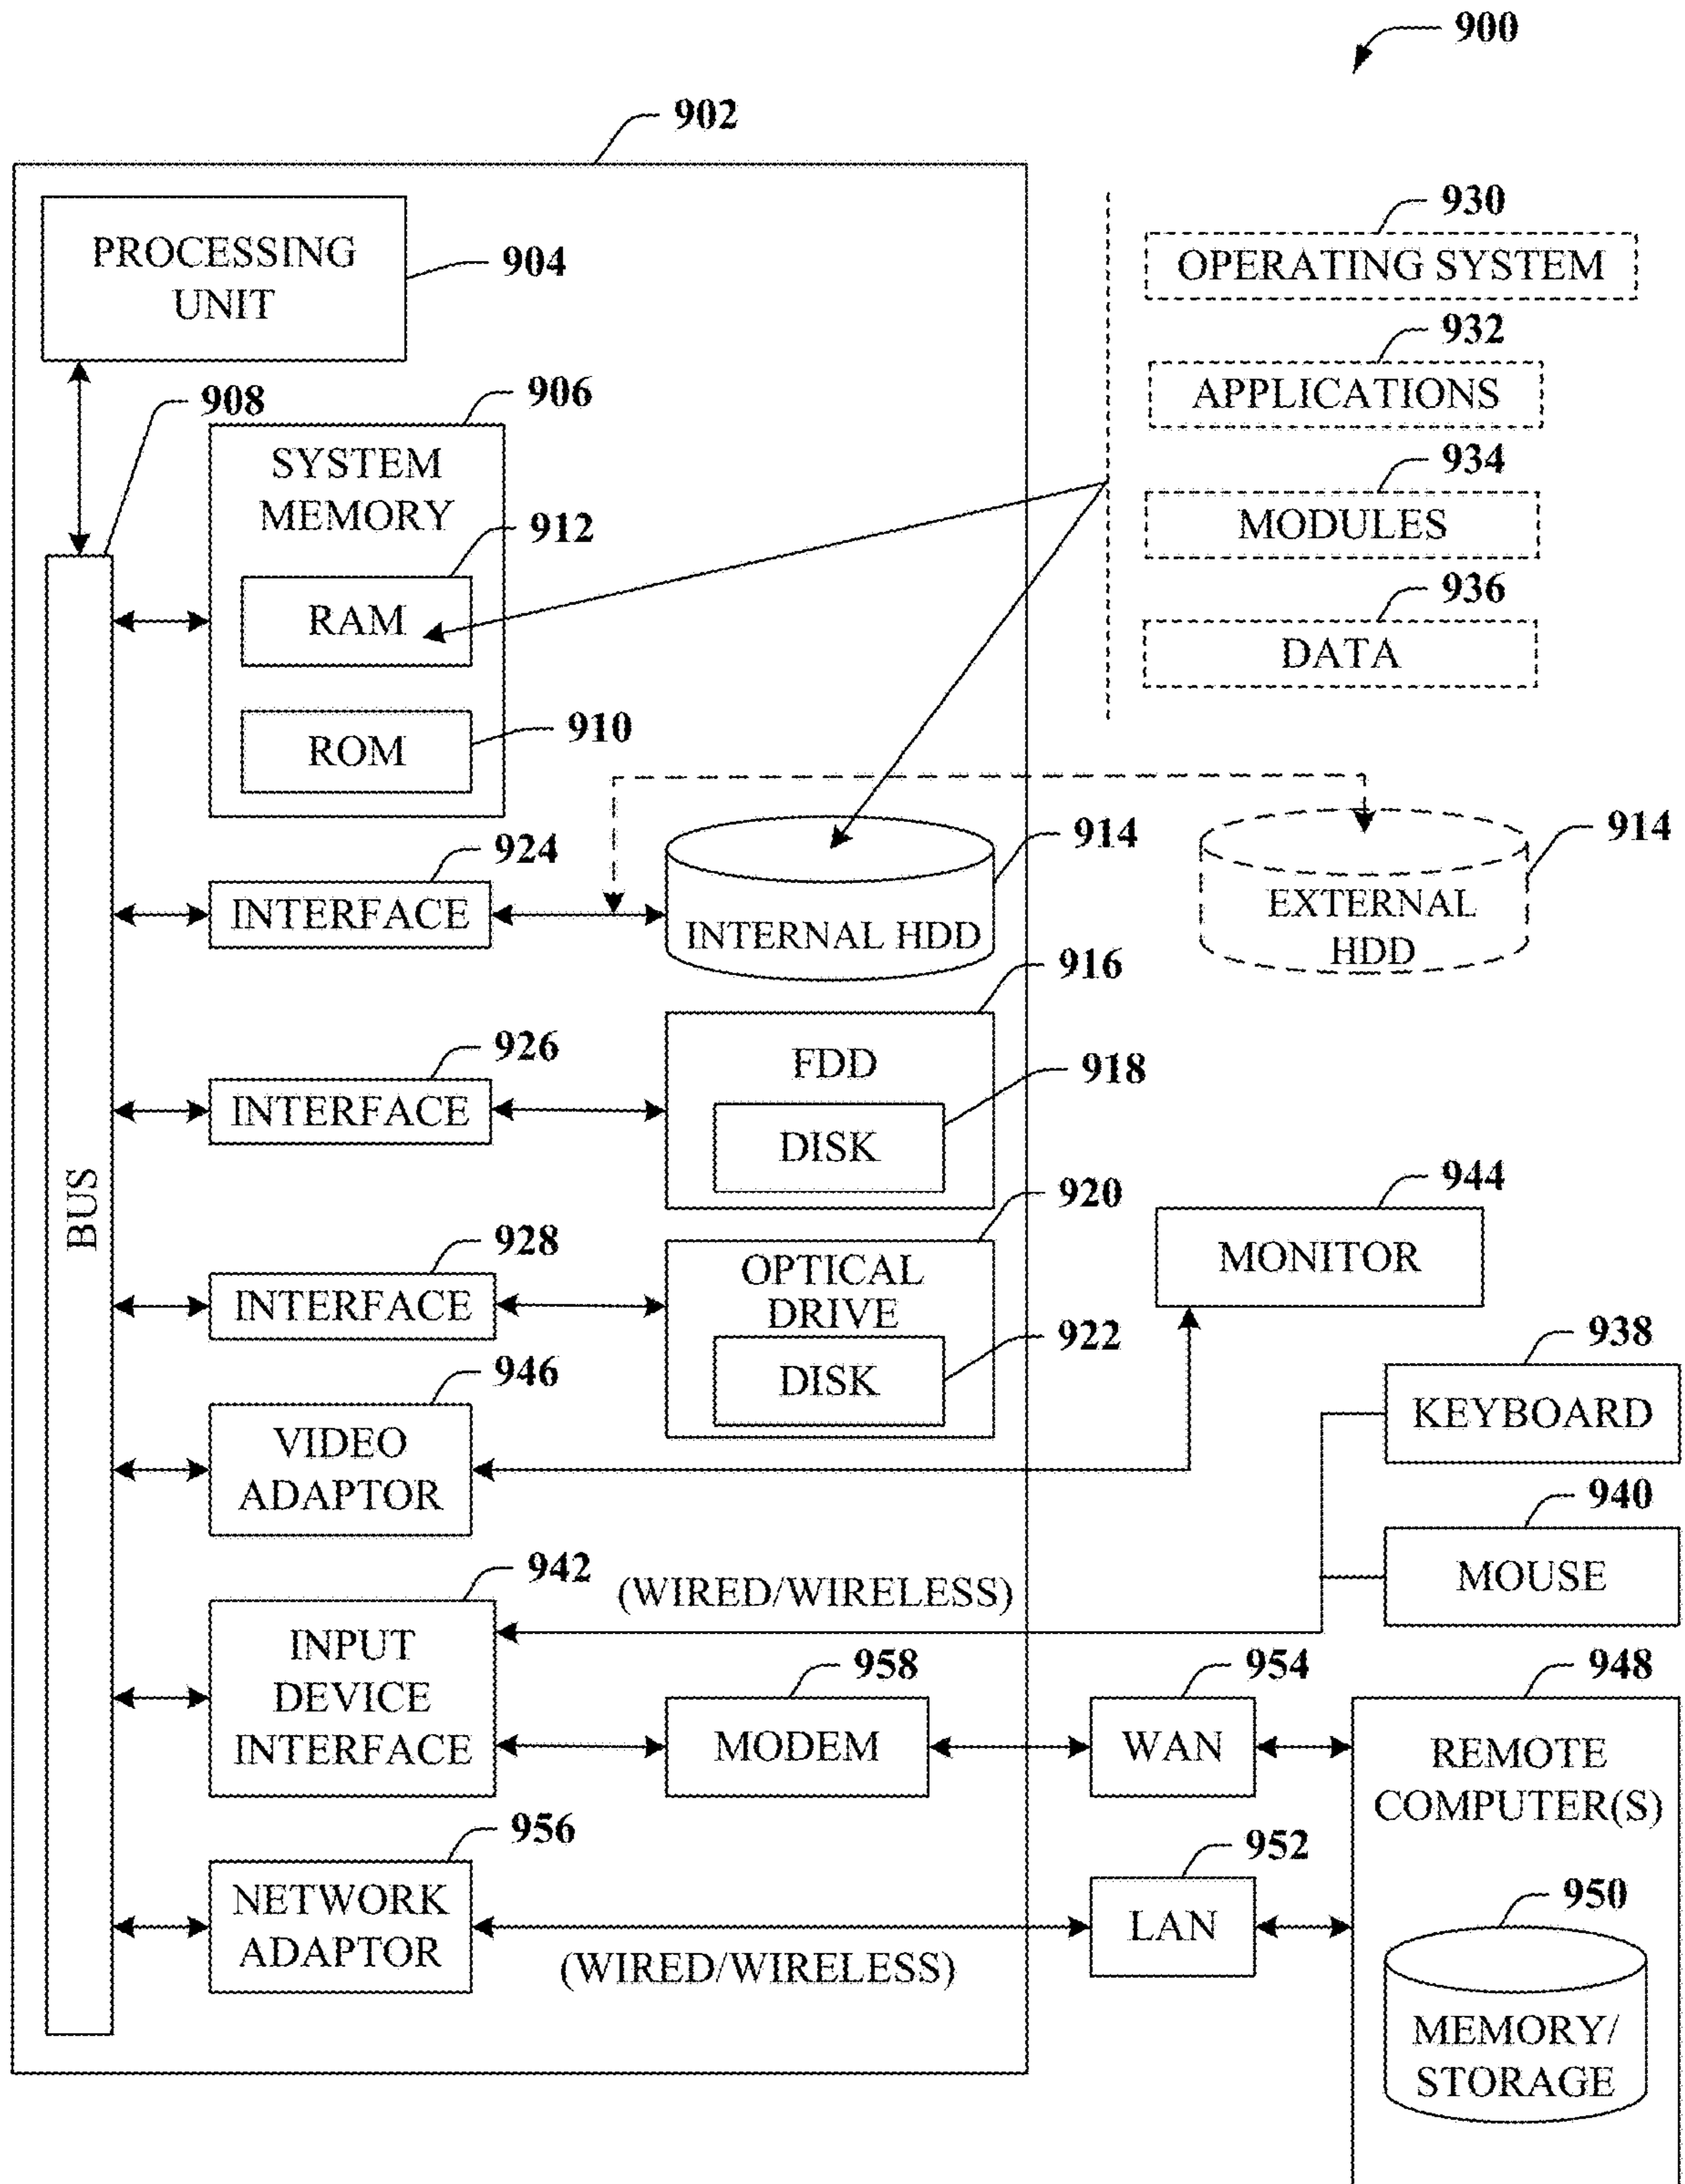 900
902
PROCESSING
UNIT
904
930
OPERATING SYSTEM
932
APPLICATIONS
934
MODULES
936
DATA
908
906
SYSTEM
MEMORY
912
RAM
910
ROM
924
INTERFACE
914
INTERNAL HDD
914
EXTERNAL
HDD
916
926
INTERFACE
FDD
918
DISK
BUS
920
928
INTERFACE
OPTICAL
DRIVE
922
DISK
944
MONITOR
938
KEYBOARD
946
VIDEO
ADAPTOR
940
MOUSE
942
(WIRED/WIRELESS)
INPUT
DEVICE
INTERFACE
958
MODEM
954
WAN
948
REMOTE
COMPUTER(S)
956
NETWORK
ADAPTOR
(WIRED/WIRELESS)
952
LAN
950
MEMORY/
STORAGE